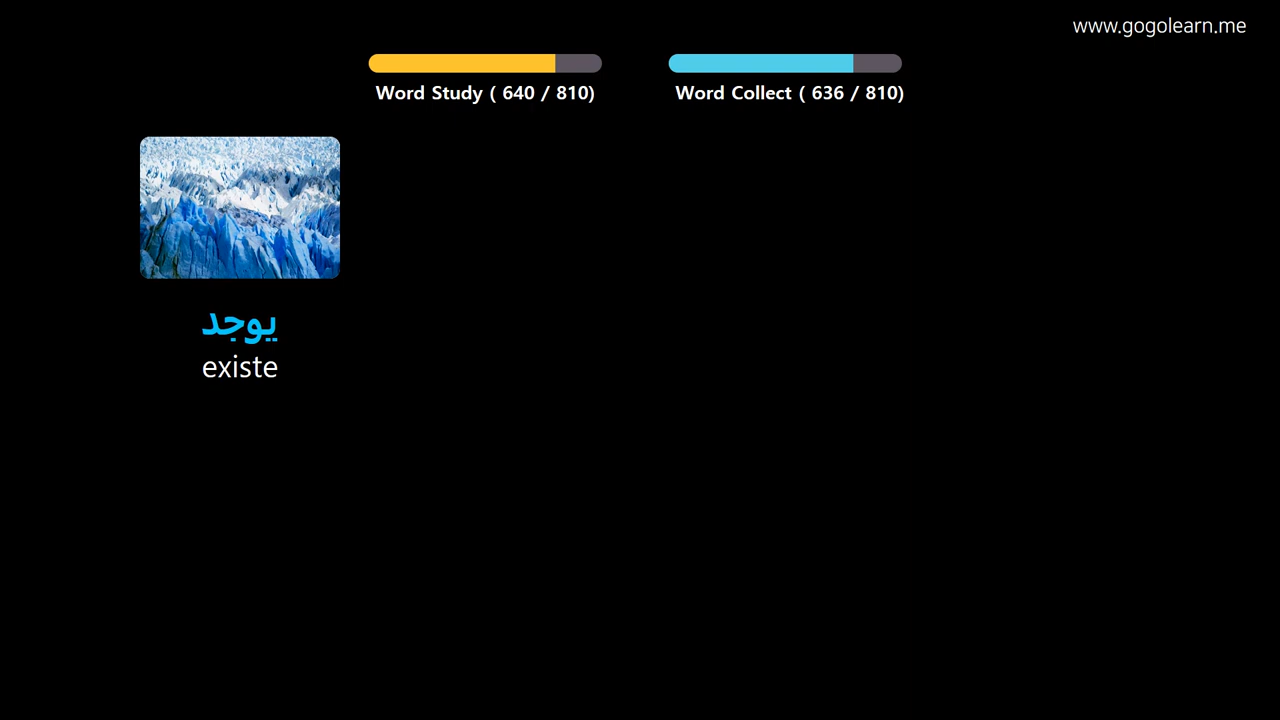 www.gogolearn.me
Word Study ( 640 / 810)
Word Collect ( 636 / 810)
يوجد
existe